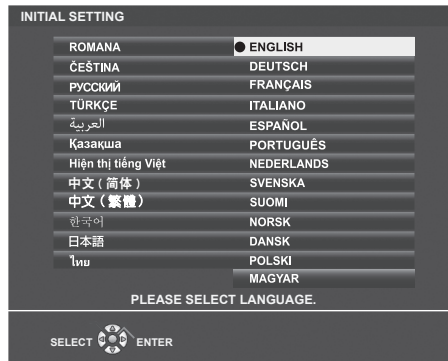 INITIAL SETTING
ROMANA
ČEŠTINA
РУССКИЙ
TÜRKÇE
العربية
Қазақша
Hiện thị tiếng Việt
中文 ( 简体 )
中文 ( 繁體 )
한국어
日本語
ไทย
ENGLISH
DEUTSCH
FRANÇAIS
ITALIANO
ESPAÑOL
PORTUGUÊS
NEDERLANDS
SVENSKA
SUOMI
NORSK
DANSK
POLSKI
MAGYAR
PLEASE SELECT LANGUAGE.
SELECT ENTER